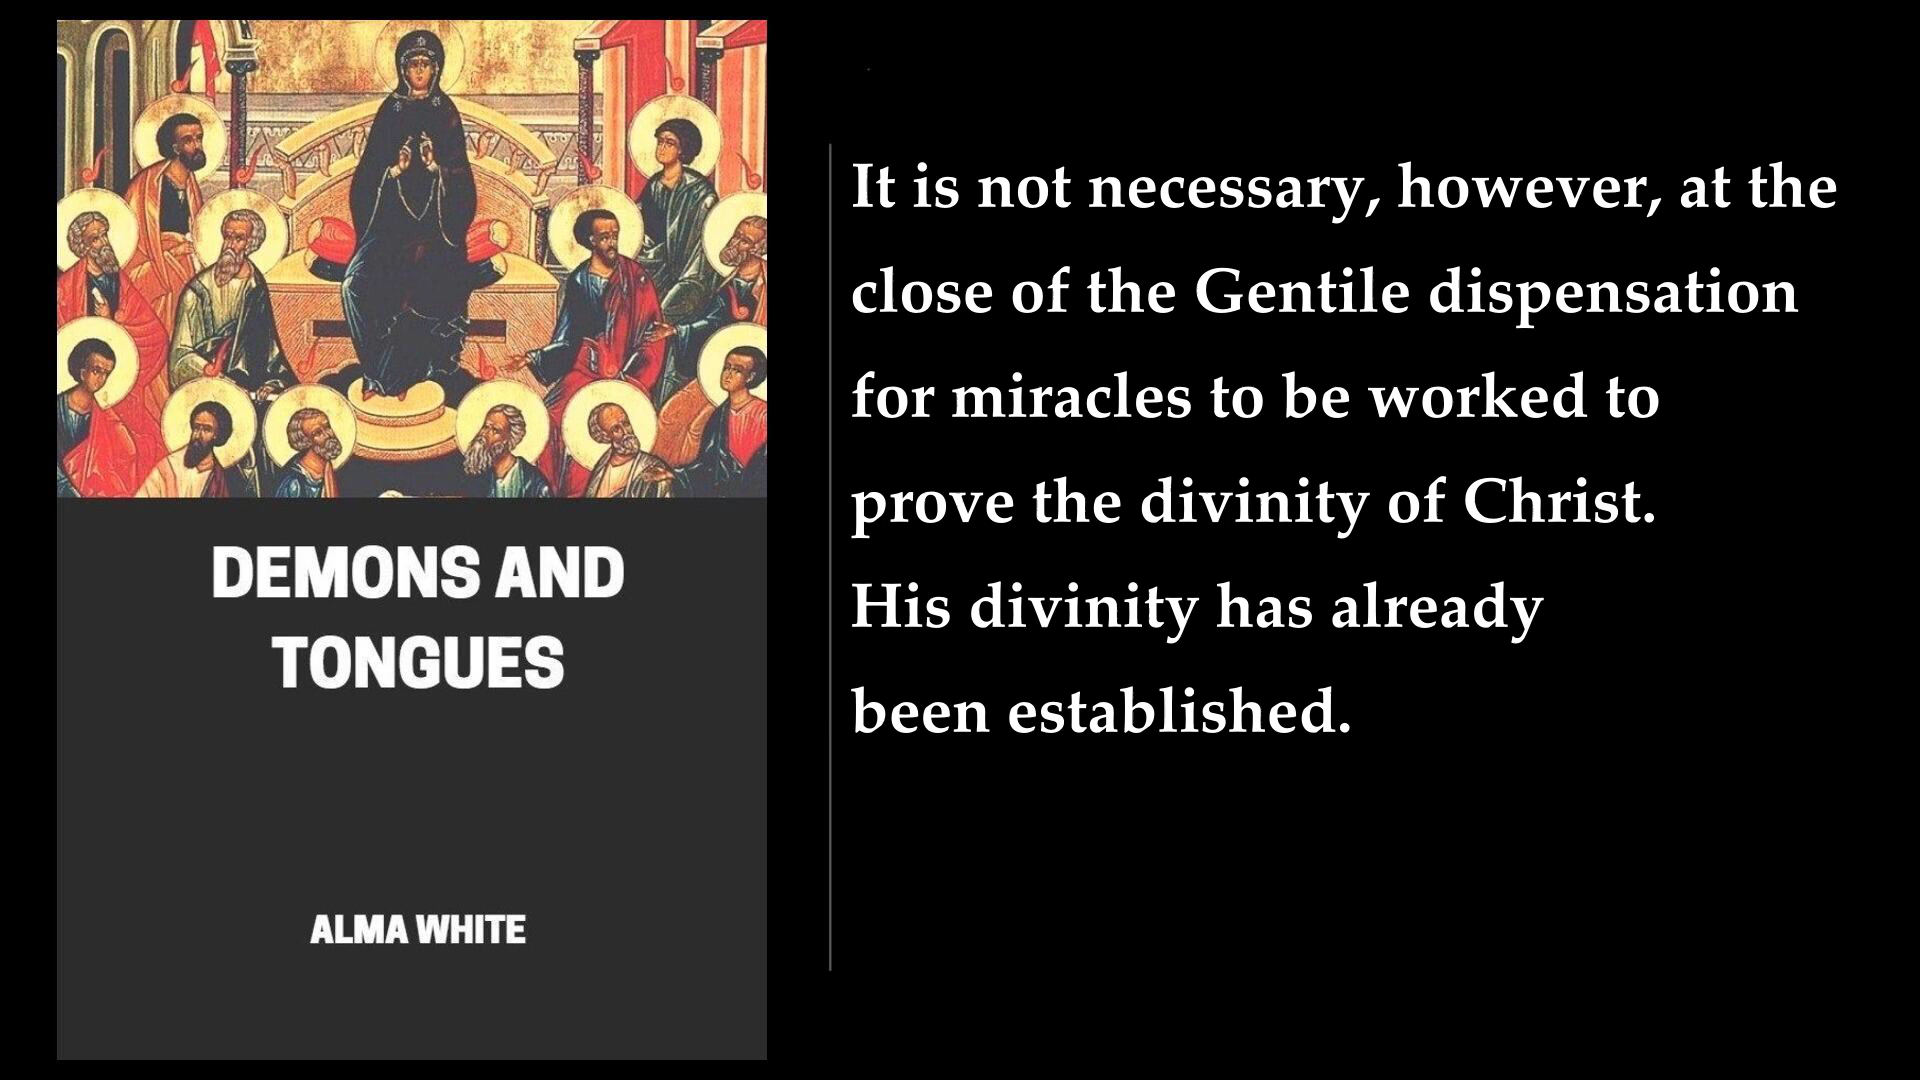 DEMONS AND
TONGUES
ALMA WHITE
It is not necessary, however, at the
close of the Gentile dispensation
for miracles to be worked to
prove the divinity of Christ.
His divinity has already
been established.